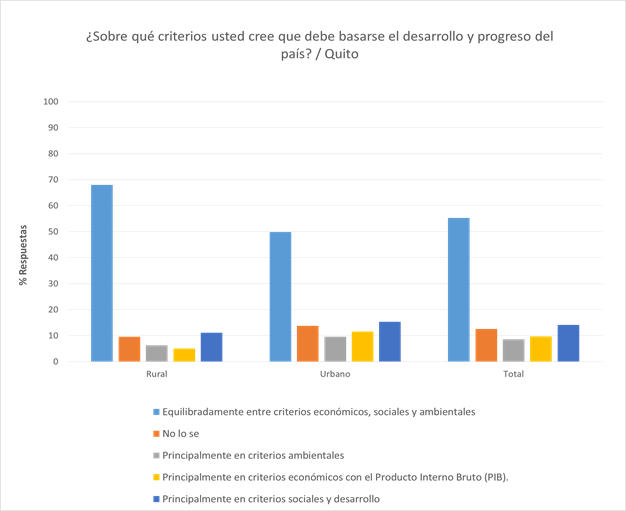 ¿Sobre qué criterios usted cree que debe basarse el desarrollo y progreso del
país? / Quito
100
90
80
70
60
50
40
30
20
10
0
% Respuestas
Rural
Urbano
Total
Equilibradamente entre criterios económicos, sociales y ambientales
No lo se
Principalmente en criterios ambientales
Principalmente en criterios económicos con el Producto Interno Bruto (PIB).
Principalmente en criterios sociales y desarrollo